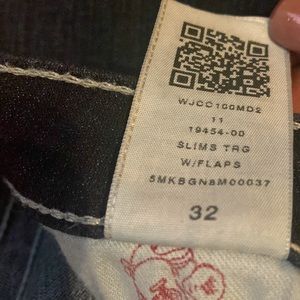 WJCC100MD2
11
19454-00
SLIMS TRG
W/FLAPS
5MKBGN8M00037
32